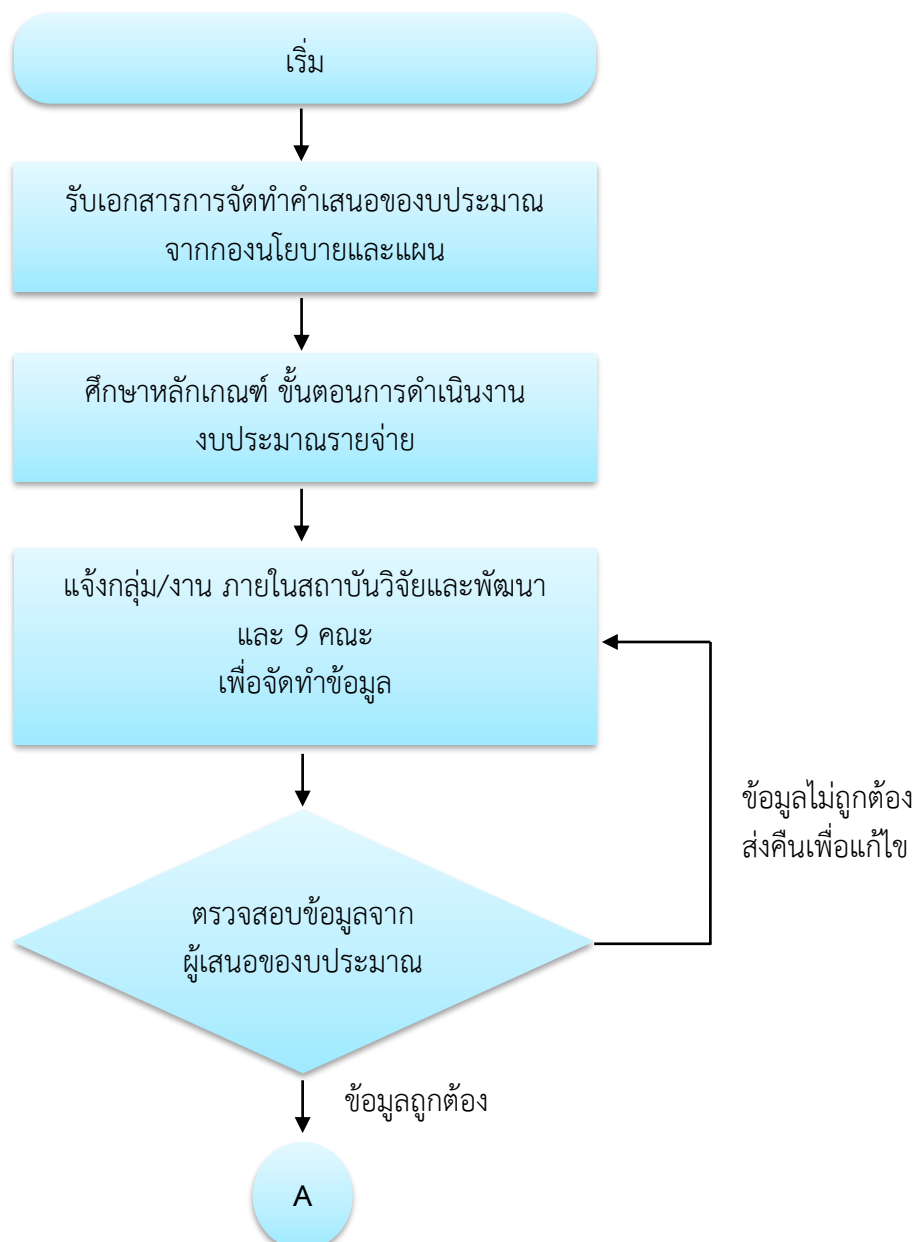 เริ่ม
รับเอกสารการจัดทำคำเสนอของบประมาณ
จากกองนโยบายและแผน
ศึกษาหลักเกณฑ์ ขั้นตอนการดำเนินงาน
งบประมาณรายจ่าย
แจ้งกลุ่ม/งาน ภายในสถาบันวิจัยและพัฒนา
และ 9 คณะ
เพื่อจัดทำข้อมูล
ข้อมูลไม่ถูกต้อง
ส่งคืนเพื่อแก้ไข
ตรวจสอบข้อมูลจาก
ผู้เสนอของบประมาณ
ข้อมูลถูกต้อง
A